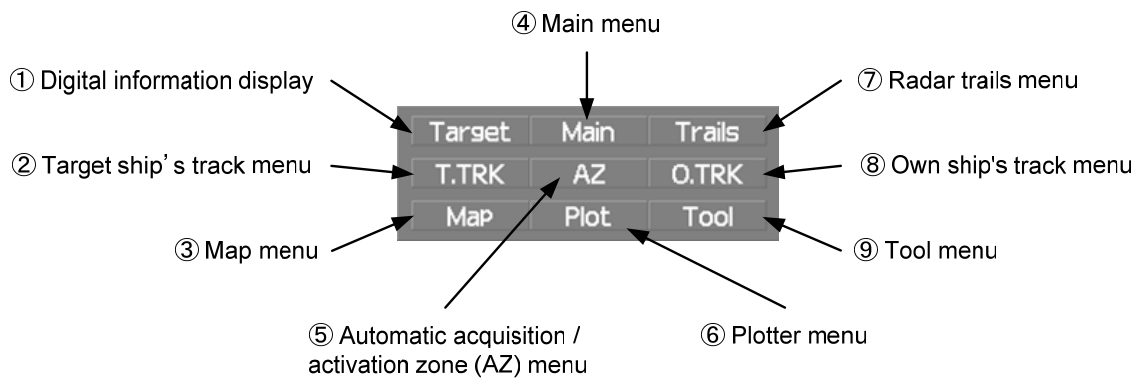 ④ Main menu
① Digital information display
⑦ Radar trails menu
Target Main Trails
② Target ship's track menu
T.TRK AZ O.TRK
⑧ Own ship's track menu
Map Plot Tool
③ Map menu
⑨ Tool menu
⑤ Automatic acquisition /
activation zone (AZ) menu
⑥ Plotter menu